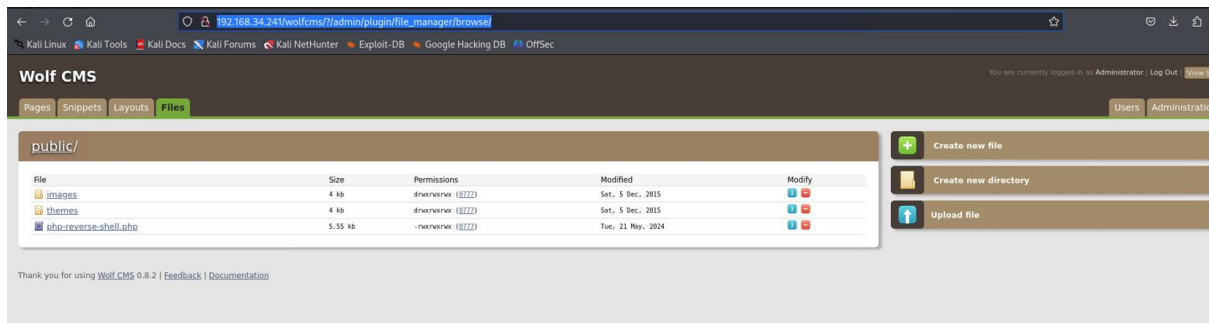 192.168.34.241/wolfcms/?/admin/plugin/file_manager/browse/
Kali Linux Kali Tools Kali Docs Kali Forums Kali NetHunter Exploit-DB Google Hacking DB OffSec
Wolf CMS
You are currently logged in as Administrator | Log Out | View S
Pages Snippets Layouts Files Users Administratio
public/
File Size Permissions Modified Modify
images 4 kb drwxrwxrwx (0777) Sat, 5 Dec, 2015
themes 4 kb drwxrwxrwx (0777) Sat, 5 Dec, 2015
php-reverse-shell.php 5.55 kb -rwxrwxrwx (0777) Tue, 21 May, 2024
Create new file
Create new directory
Upload file
Thank you for using Wolf CMS 0.8.2 | Feedback | Documentation